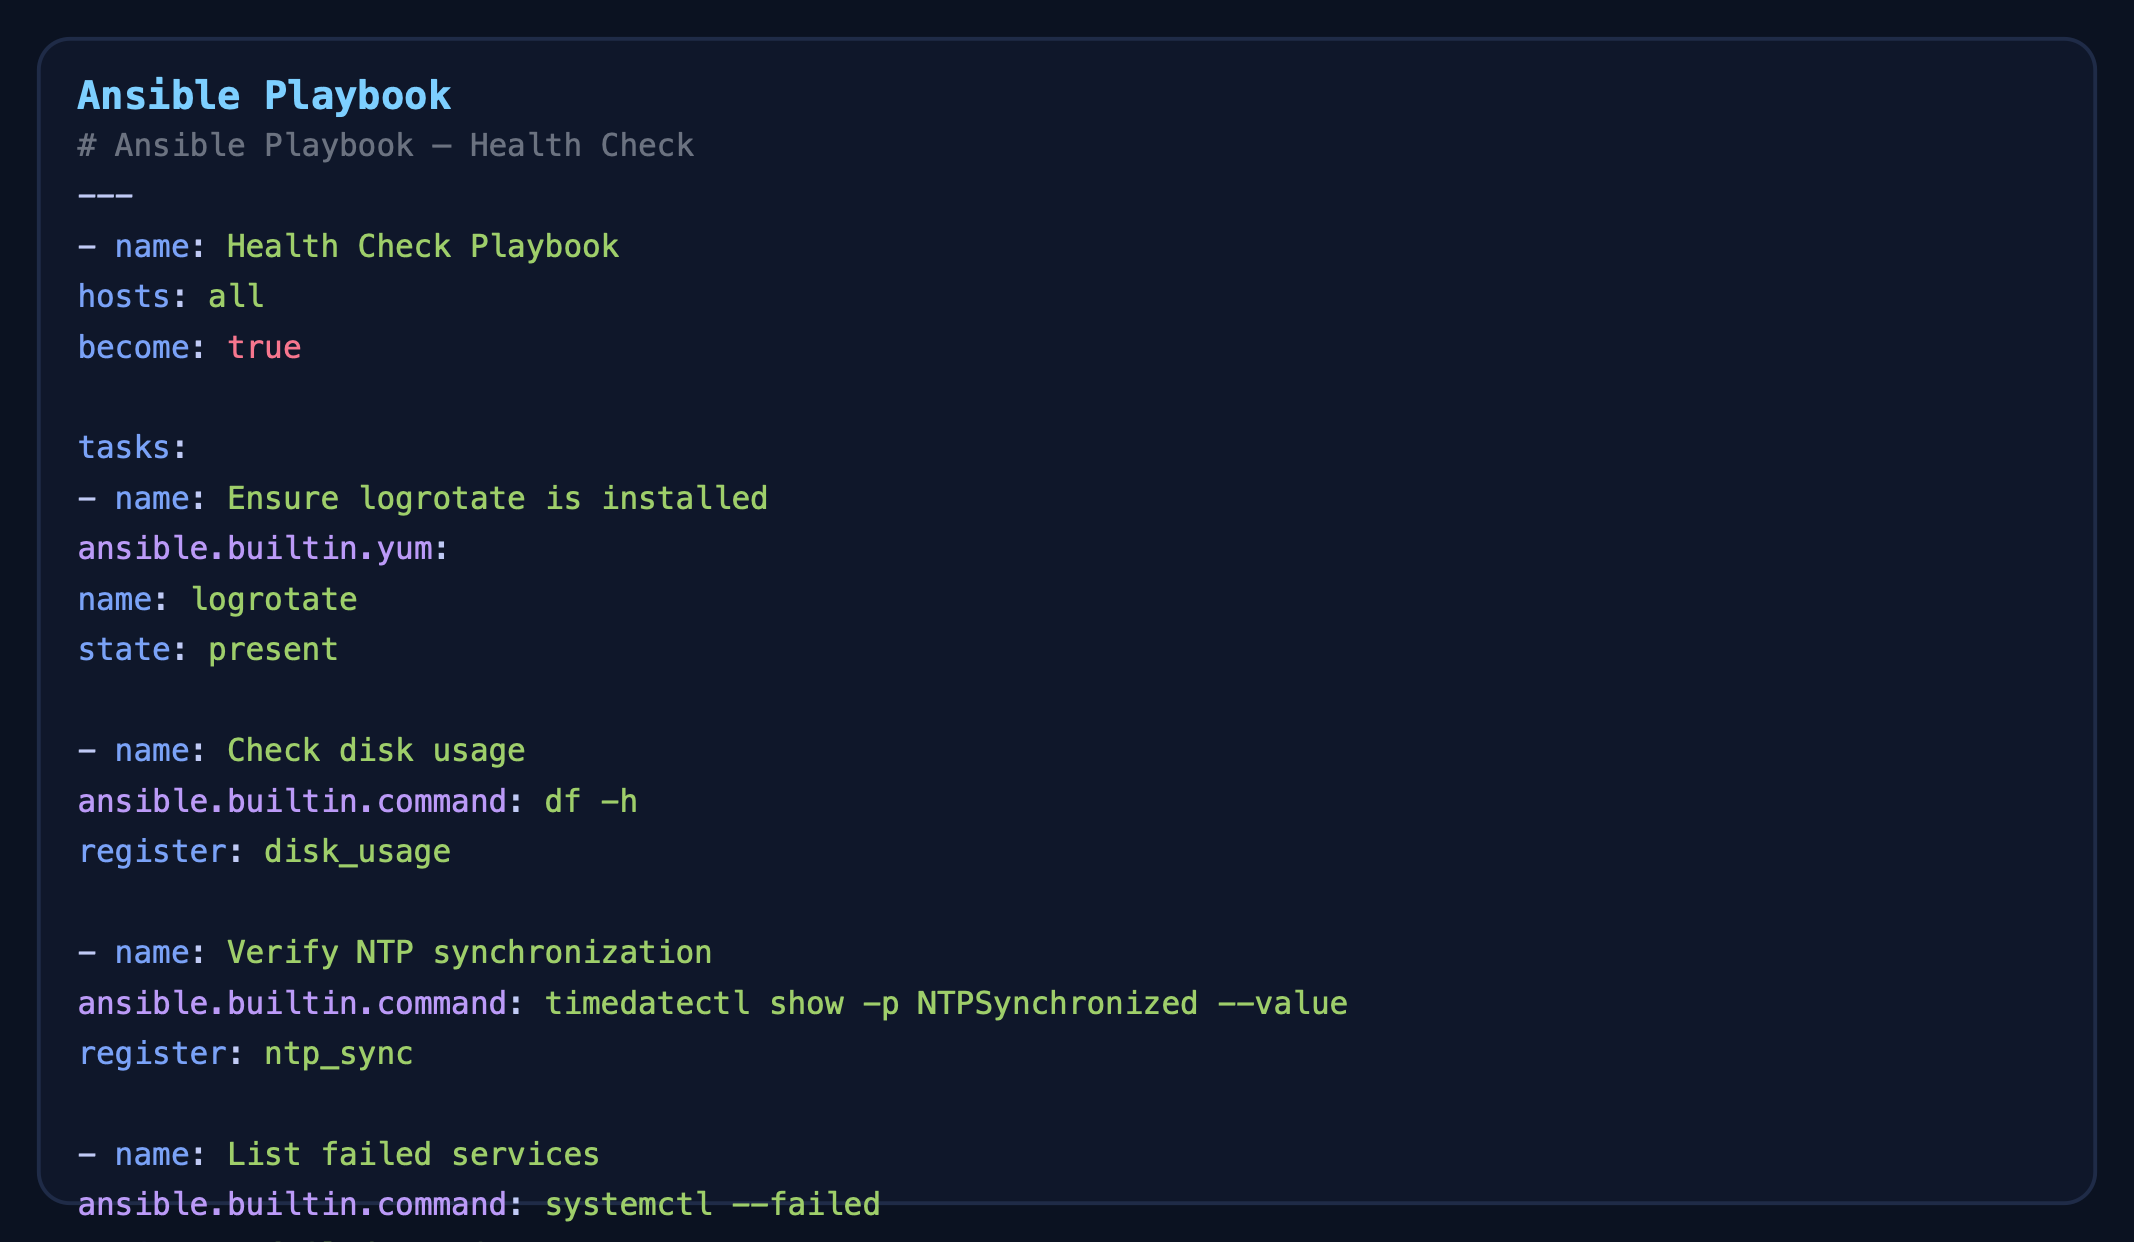 Ansible Playbook
# Ansible Playbook – Health Check
---
- name: Health Check Playbook
hosts: all
become: true
tasks:
- name: Ensure logrotate is installed
ansible.builtin.yum:
name: logrotate
state: present
- name: Check disk usage
ansible.builtin.command: df -h
register: disk_usage
- name: Verify NTP synchronization
ansible.builtin.command: timedatectl show -p NTPSynchronized --value
register: ntp_sync
- name: List failed services
ansible.builtin.command: systemctl --failed